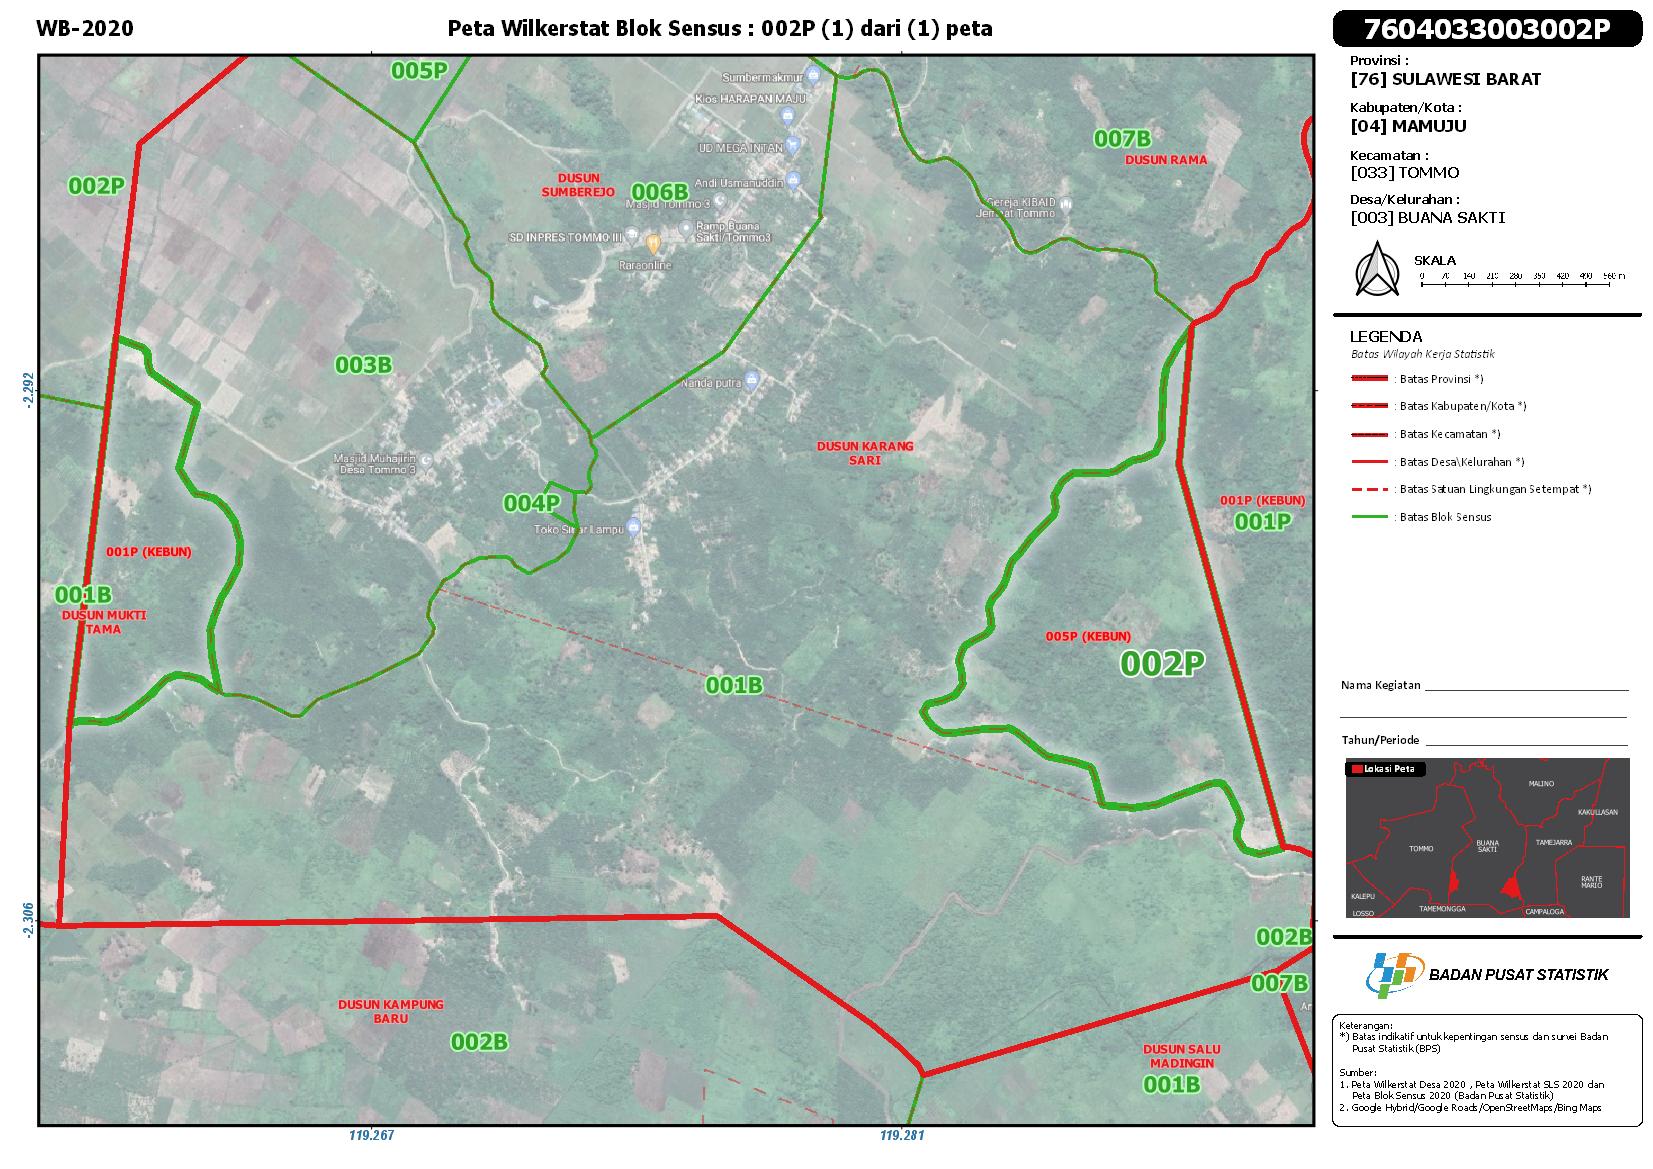 WB-2020
Peta Wilkerstat Blok Sensus : 002P (1) dari (1) peta
7604033003002P
Provinsi :
[76] SULAWESI BARAT
Kabupaten/Kota :
[04] MAMUJU
Kecamatan :
[033] TOMMO
Desa/Kelurahan :
[003] BUANA SAKTI
SKALA
0 70 140 210 280 350 420 490 560 m
LEGENDA
Batas Wilayah Kerja Statistik
: Batas Provinsi *)
: Batas Kabupaten/Kota *)
: Batas Kecamatan *)
: Batas Desa\Kelurahan *)
: Batas Satuan Lingkungan Setempat *)
: Batas Blok Sensus
Nama Kegiatan
Tahun/Periode
Lokasi Peta
MALINO
KAKULLASAN
TOMMO
BUANA
SAKTI
TAMEJARRA
RANTE
MARIO
KALEPU
LOSSO
TAMEMONGGA
CAMPALOGA
BADAN PUSAT STATISTIK
Keterangan:
*) Batas indikatif untuk kepentingan sensus dan survei Badan
Pusat Statistik (BPS)
Sumber:
1. Peta Wilkerstat Desa 2020 , Peta Wilkerstat SLS 2020 dan
Peta Blok Sensus 2020 (Badan Pusat Statistik)
2. Google Hybrid/Google Roads/OpenStreetMaps/Bing Maps
005P
Sumbermakmur
Kios HARAPAN MAJU
UD MEGA INTAN
007B
DUSUN RAMA
002P
DUSUN
SUMBEREJO
006B
Andi Usmanuddin
Masjid Tommo 3
Gereja KIBAID
Jemaat Tommo
SD INPRES TOMMO III
Ramp Buana
Sakti/Tommo3
Raraonline
003B
Nanda putra
-2.292
DUSUN KARANG
SARI
Masjid Muhajirin
Desa Tommo 3
004P
Toko Sinar Lampu
001P (KEBUN)
001P
001P (KEBUN)
001B
DUSUN MUKTI
TAMA
005P (KEBUN)
002P
001B
-2.306
002B
007B
DUSUN KAMPUNG
BARU
002B
DUSUN SALU
MADINGIN
001B
119.267
119.281